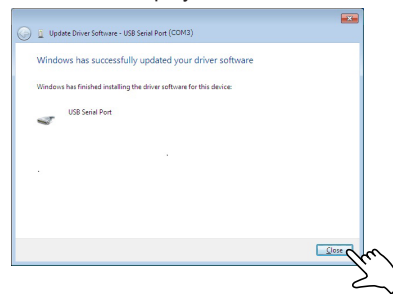 Update Driver Software - USB Serial Port (COM3)
Windows has successfully updated your driver software
Windows has finished installing the driver software for this device:
USB Serial Port
Close